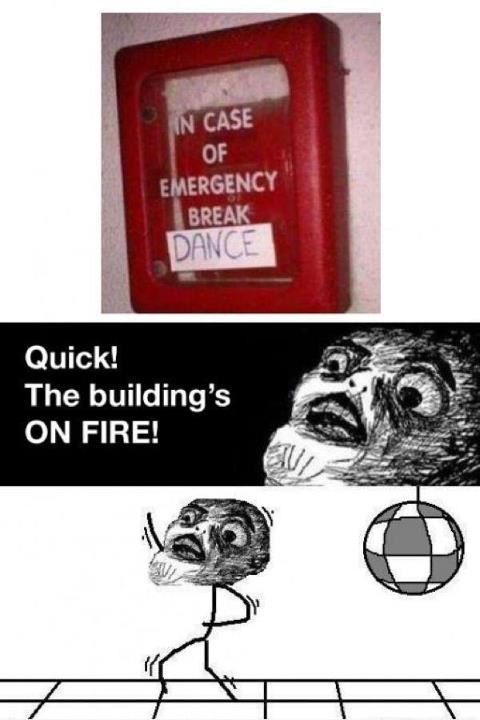 IN CASE
OF
EMERGENCY
BREAK
DANCE
Quick!
The building's
ON FIRE!